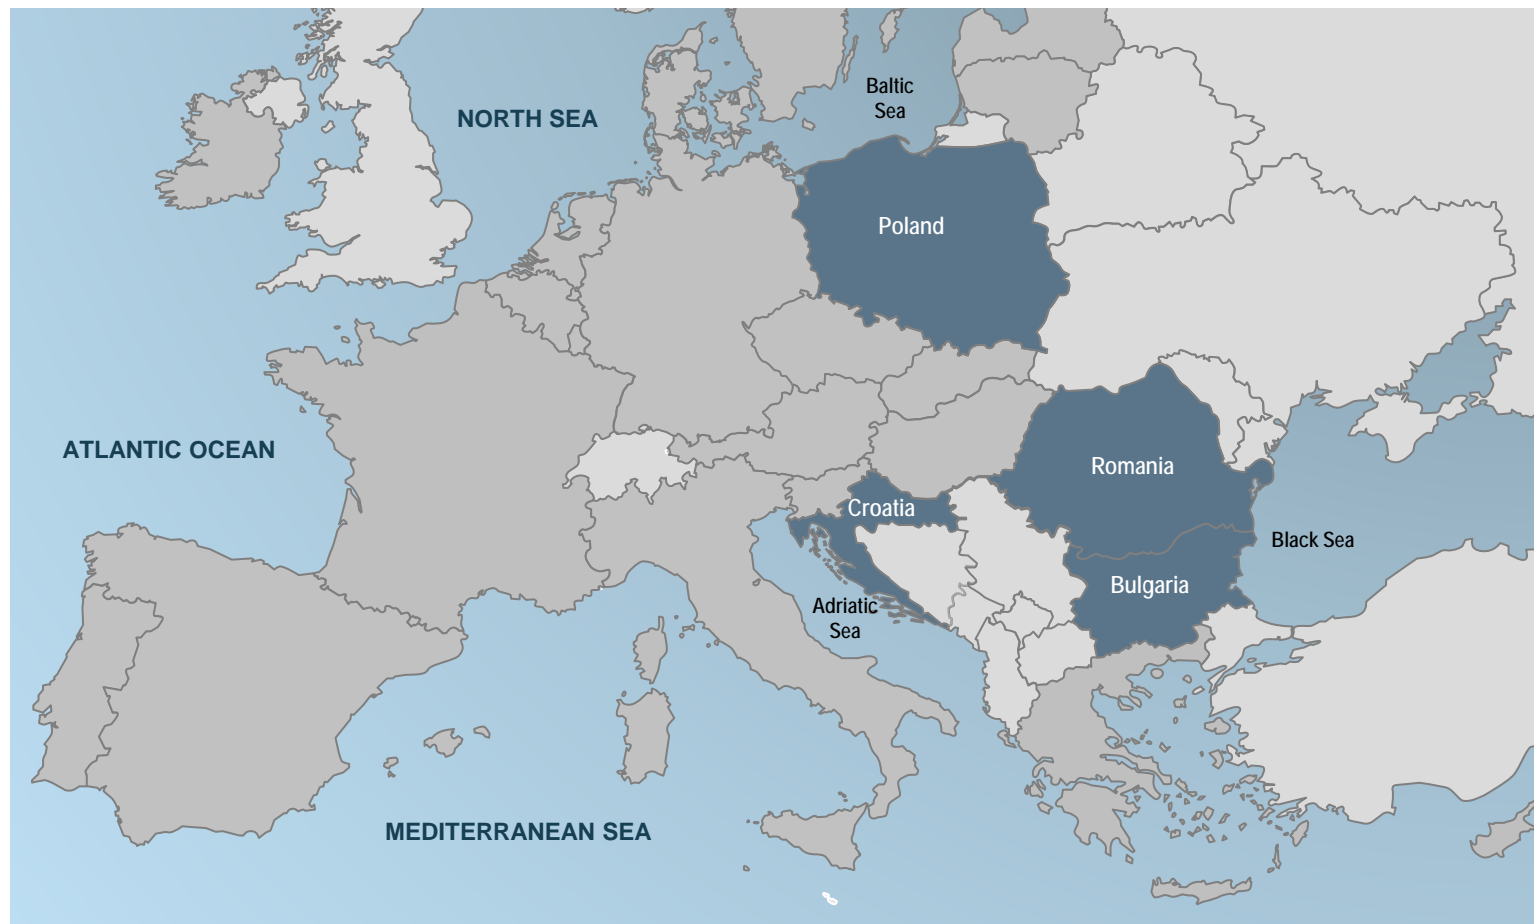 Baltic
Sea
NORTH SEA
Poland
ATLANTIC OCEAN
Romania
Croatia
Black Sea
Bulgaria
Adriatic
Sea
MEDITERRANEAN SEA